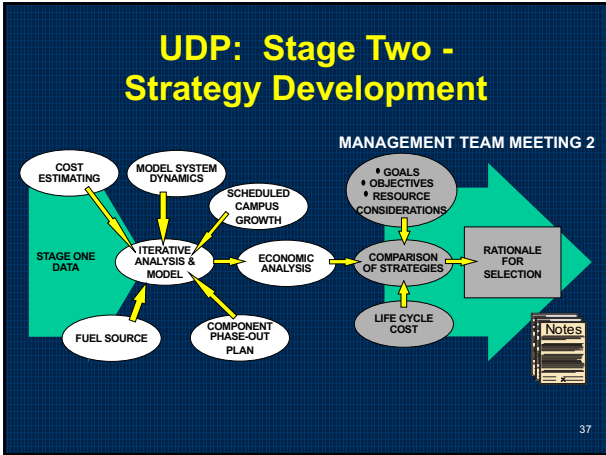 UDP: Stage Two -
Strategy Development
MANAGEMENT TEAM MEETING 2
COST
ESTIMATING
MODEL SYSTEM
DYNAMICS
SCHEDULED
CAMPUS
GROWTH
• GOALS
• OBJECTIVES
• RESOURCE
CONSIDERATIONS
STAGE ONE
DATA
ITERATIVE
ANALYSIS &
MODEL
ECONOMIC
ANALYSIS
COMPARISON
OF STRATEGIES
RATIONALE
FOR
SELECTION
FUEL SOURCE
COMPONENT
PHASE-OUT
PLAN
LIFE CYCLE
COST
Notes
x
37